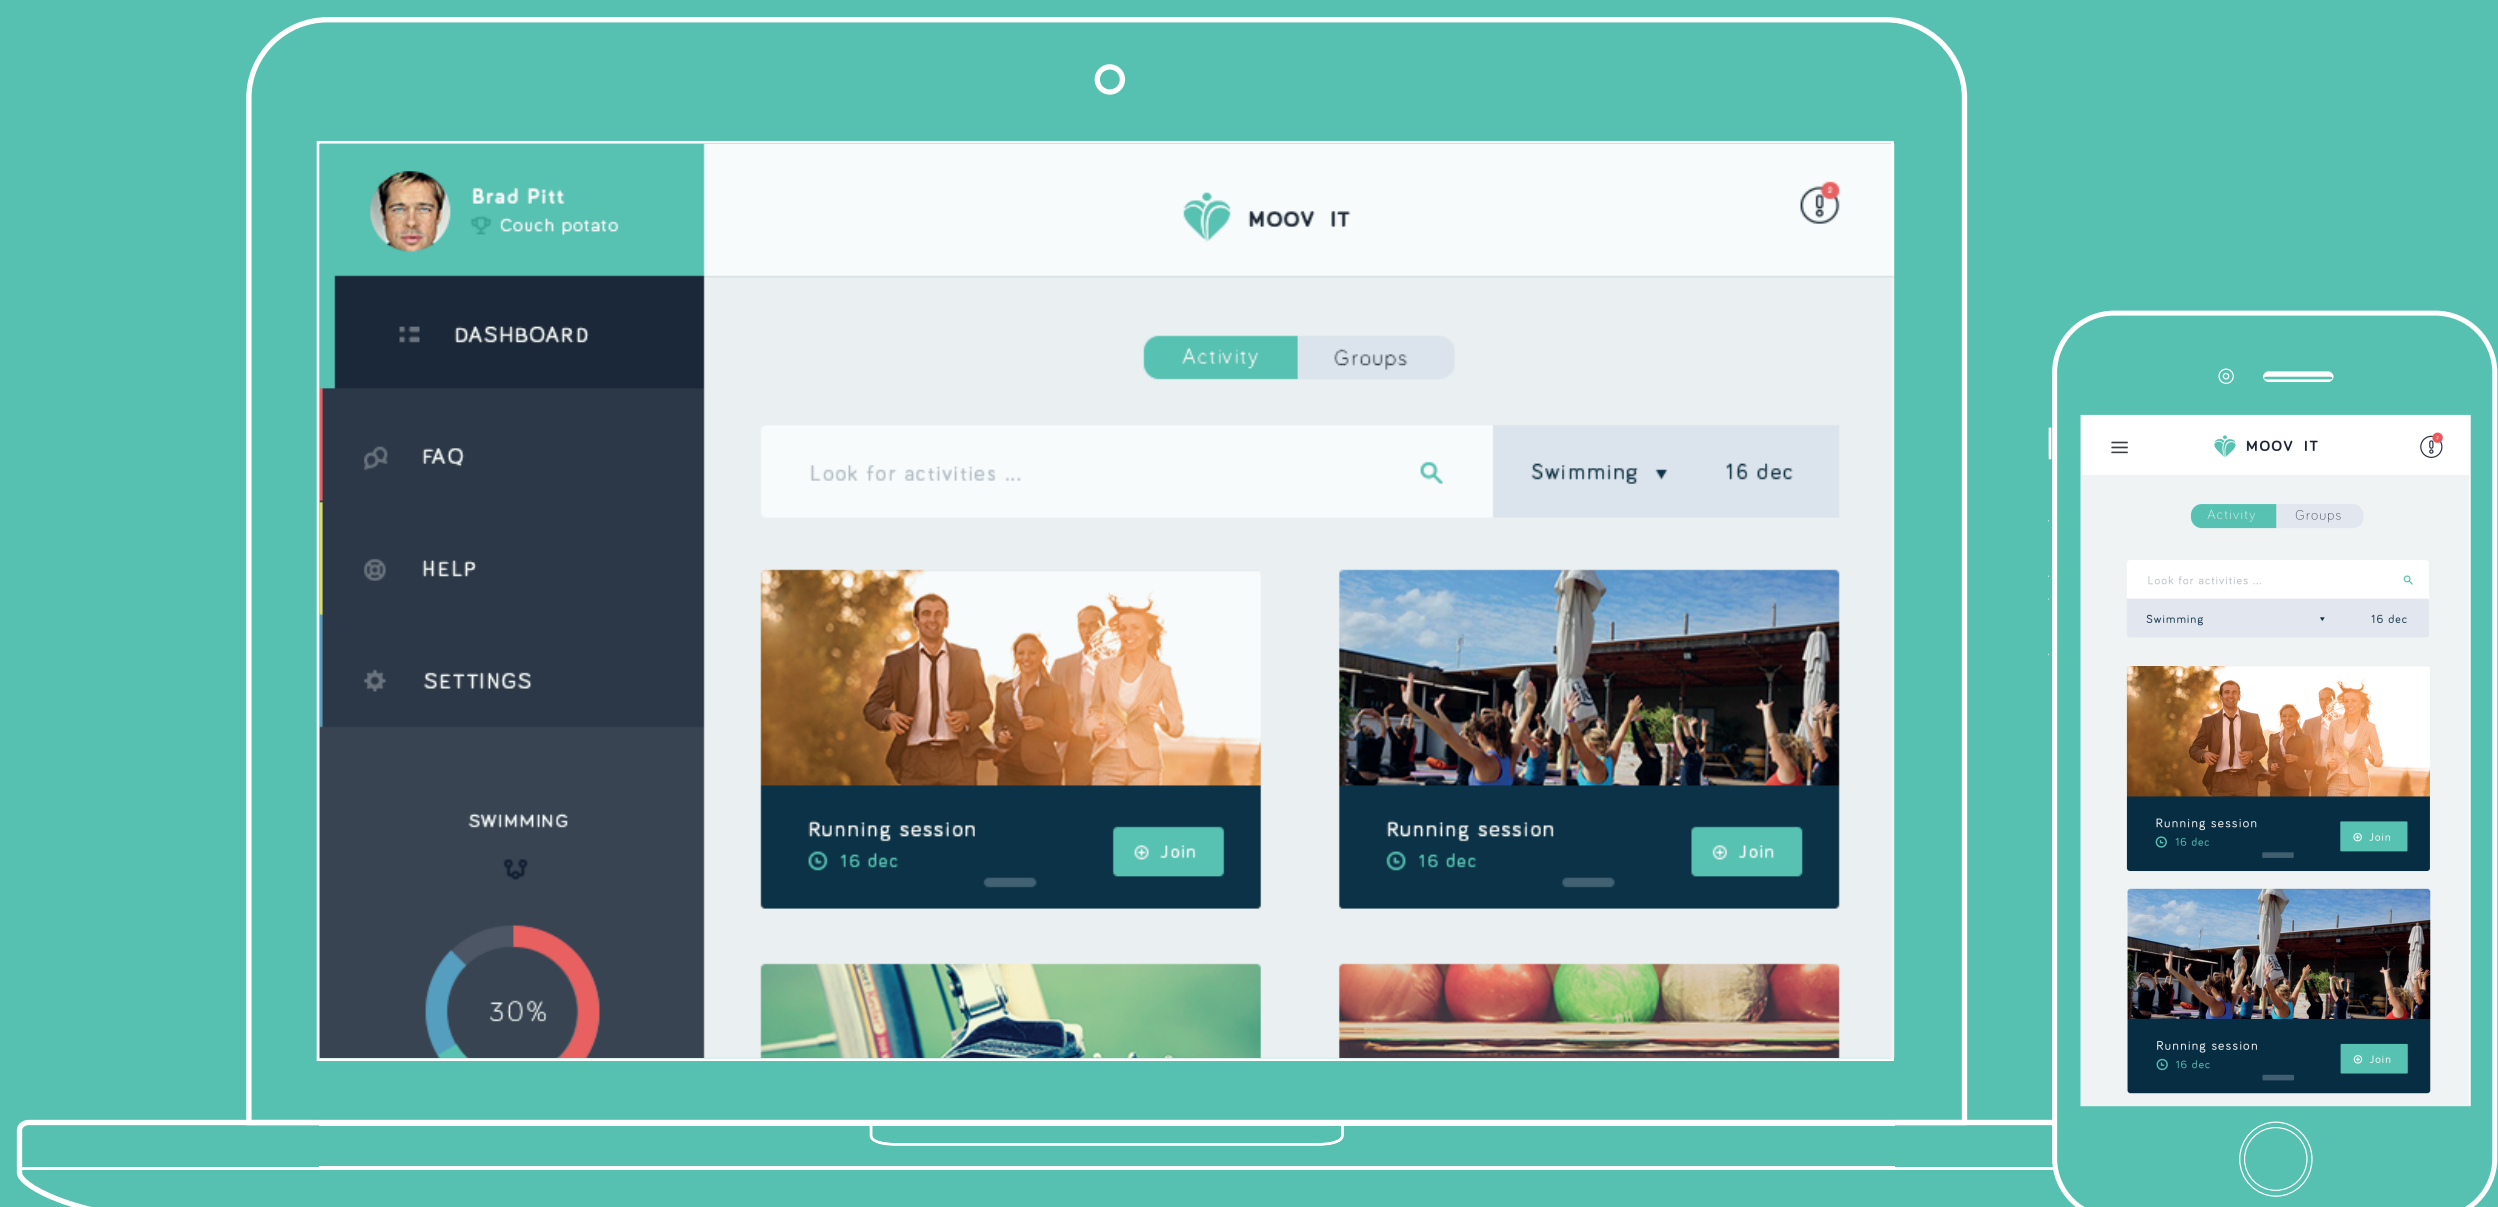 Brad Pitt
Couch potato
MOOV IT
2
DASHBOARD
FAQ
HELP
SETTINGS
SWIMMING
30%
Activity
Groups
Look for activities ...
Swimming ▼
16 dec
Running session
16 dec
Join
Running session
16 dec
Join
MOOV IT
Activity
Groups
Look for activities ...
Swimming ▼
16 dec
Running session
16 dec
Join
Running session
16 dec
Join